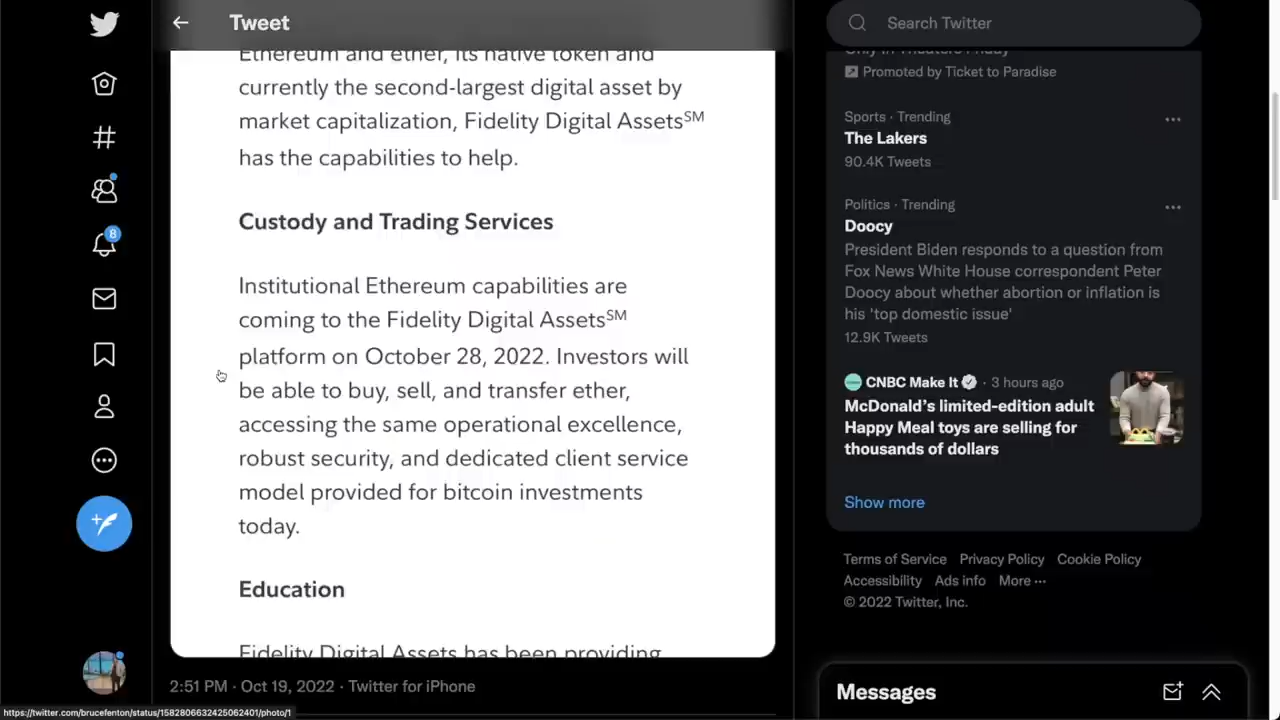 Tweet
Ethereum and ether, its native token and
currently the second-largest digital asset by
market capitalization, Fidelity Digital Assets℠
has the capabilities to help.
Custody and Trading Services
Institutional Ethereum capabilities are
coming to the Fidelity Digital Assets℠
platform on October 28, 2022. Investors will
be able to buy, sell, and transfer ether,
accessing the same operational excellence,
robust security, and dedicated client service
model provided for bitcoin investments
today.
Education
Fidelity Digital Assets has been providing
2:51 PM · Oct 19, 2022 · Twitter for iPhone
8
https://twitter.com/brucefenton/status/1582806632425062401/photo/1
Search Twitter
Only in Theaters Friday
Promoted by Ticket to Paradise
Sports · Trending
The Lakers
90.4K Tweets
Politics · Trending
Doocy
President Biden responds to a question from
Fox News White House correspondent Peter
Doocy about whether abortion or inflation is
his 'top domestic issue'
12.9K Tweets
CNBC Make It · 3 hours ago
McDonald's limited-edition adult
Happy Meal toys are selling for
thousands of dollars
Show more
Terms of Service Privacy Policy Cookie Policy
Accessibility Ads info More ···
© 2022 Twitter, Inc.
Messages